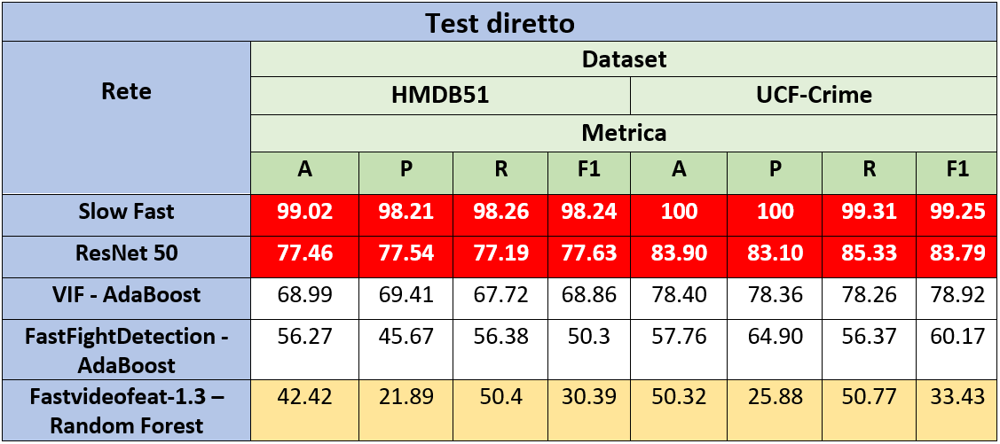 Test diretto
Rete
Dataset
HMDB51 UCF-Crime
Metrica
A P R F1 A P R F1
Slow Fast 99.02 98.21 98.26 98.24 100 100 99.31 99.25
ResNet 50 77.46 77.54 77.19 77.63 83.90 83.10 85.33 83.79
VIF - AdaBoost 68.99 69.41 67.72 68.86 78.40 78.36 78.26 78.92
FastFightDetection -
AdaBoost
56.27 45.67 56.38 50.3 57.76 64.90 56.37 60.17
Fastvideofeat-1.3 –
Random Forest
42.42 21.89 50.4 30.39 50.32 25.88 50.77 33.43